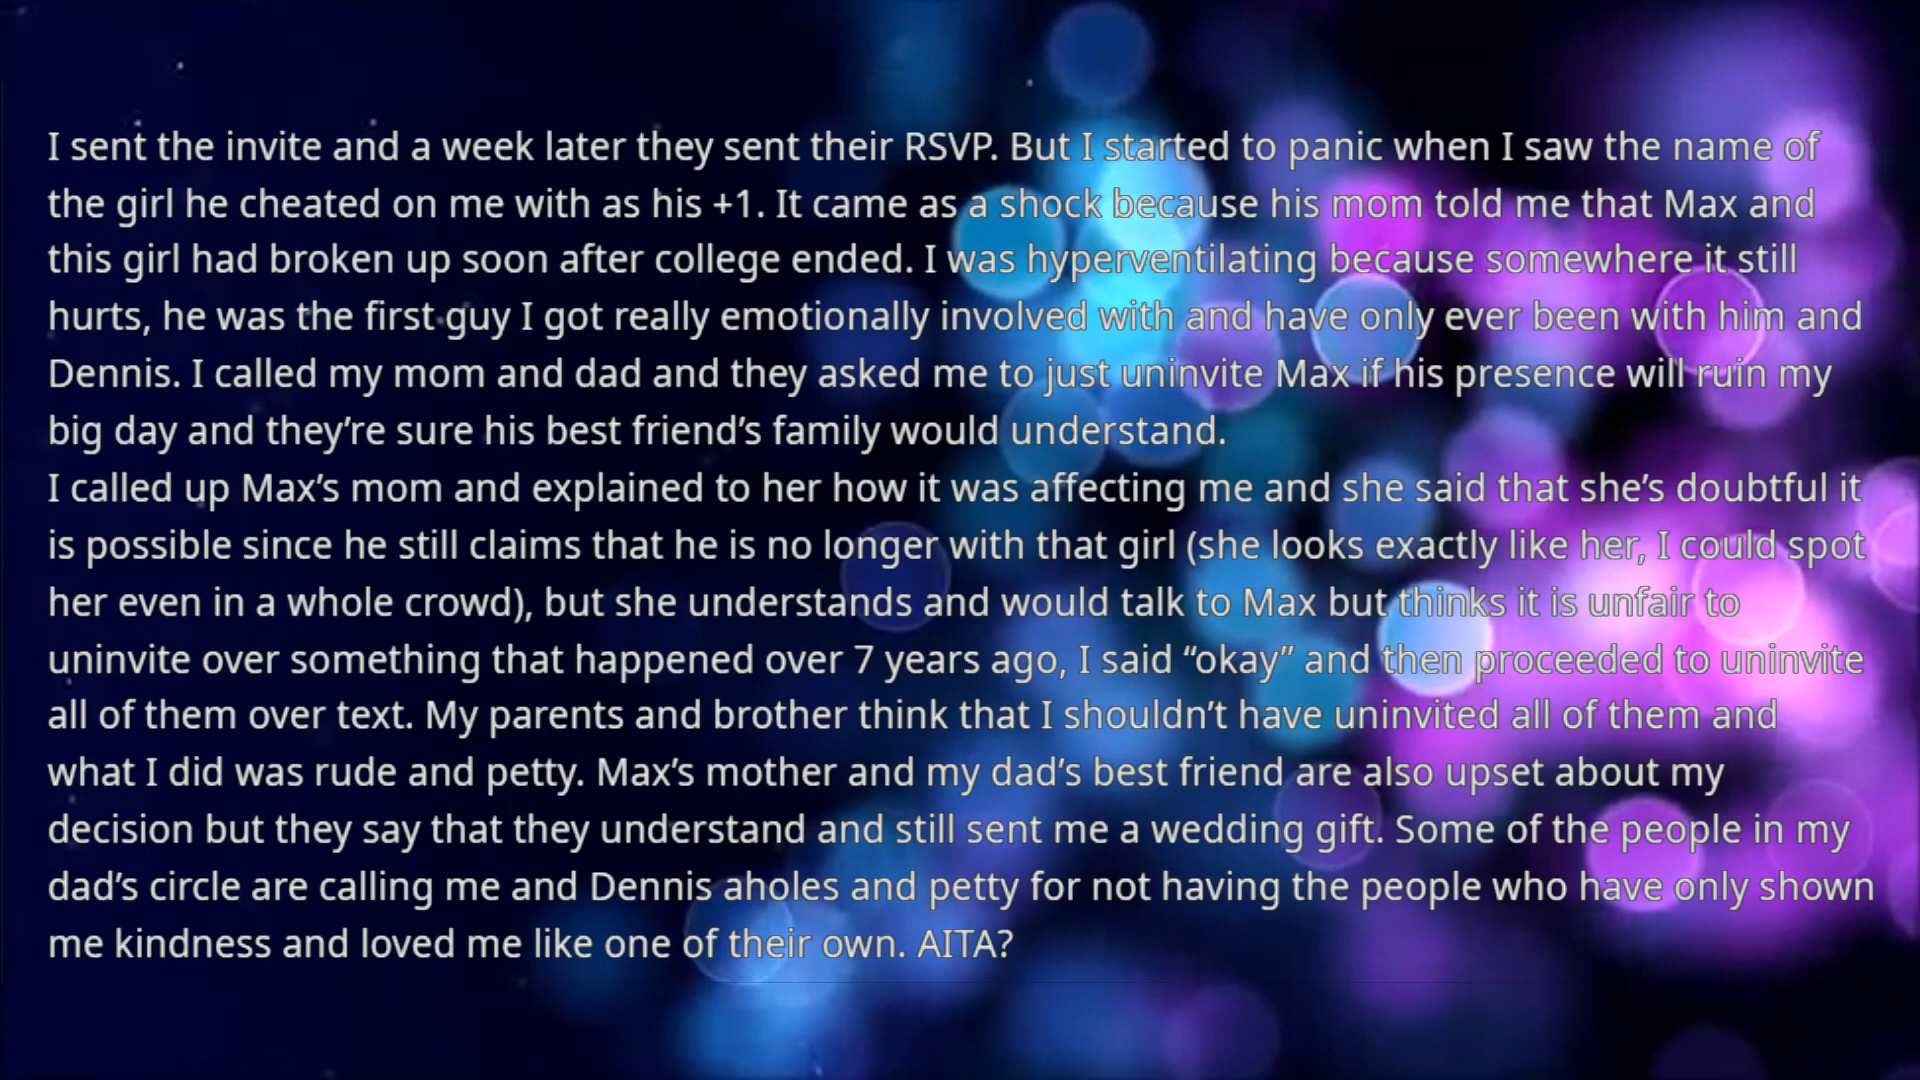 I sent the invite and a week later they sent their RSVP. But I started to panic when I saw the name of
the girl he cheated on me with as his +1. It came as a shock because his mom told me that Max and
this girl had broken up soon after college ended. I was hyperventilating because somewhere it still
hurts, he was the first guy I got really emotionally involved with and have only ever been with him and
Dennis. I called my mom and dad and they asked me to just uninvite Max if his presence will ruin my
big day and they’re sure his best friend’s family would understand.
I called up Max’s mom and explained to her how it was affecting me and she said that she’s doubtful it
is possible since he still claims that he is no longer with that girl (she looks exactly like her, I could spot
her even in a whole crowd), but she understands and would talk to Max but thinks it is unfair to
uninvite over something that happened over 7 years ago, I said “okay” and then proceeded to uninvite
all of them over text. My parents and brother think that I shouldn’t have uninvited all of them and
what I did was rude and petty. Max’s mother and my dad’s best friend are also upset about my
decision but they say that they understand and still sent me a wedding gift. Some of the people in my
dad’s circle are calling me and Dennis aholes and petty for not having the people who have only shown
me kindness and loved me like one of their own. AITA?